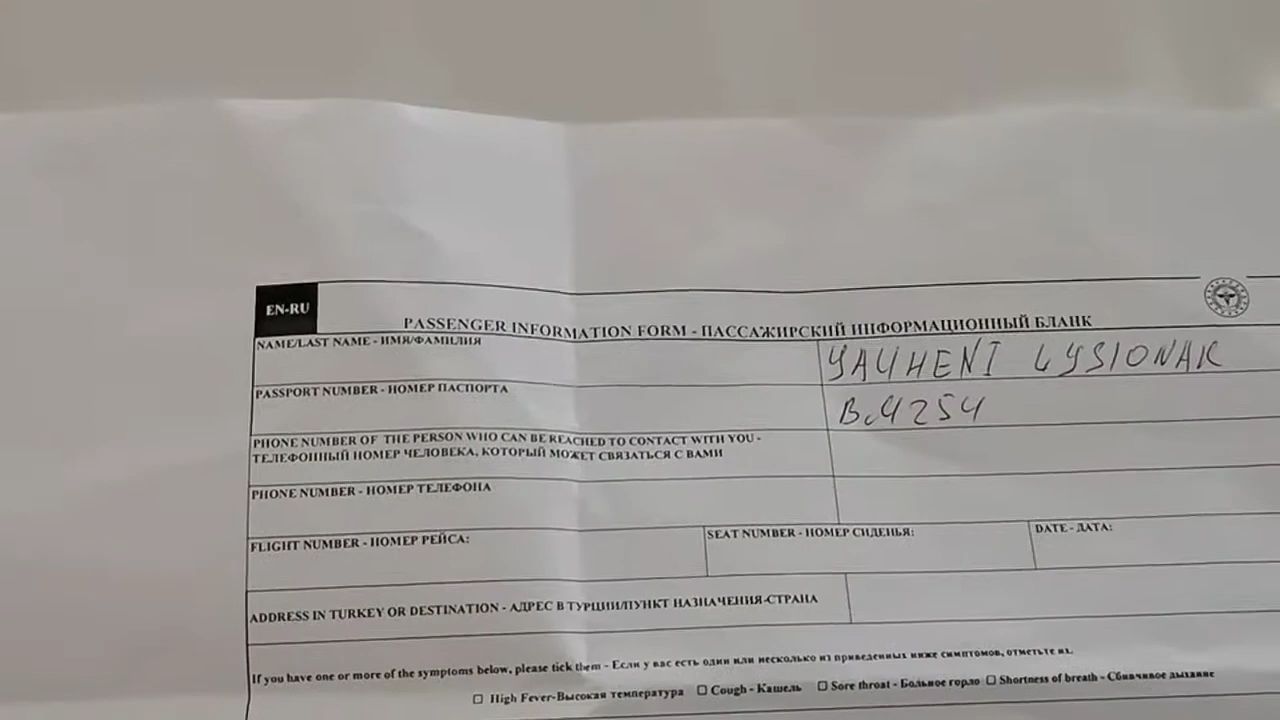 EN-RU
PASSENGER INFORMATION FORM - ПАССАЖИРСКИЙ ИНФОРМАЦИОННЫЙ БЛАНК
NAME/LAST NAME - ИМЯ/ФАМИЛИЯ YAUHENI LYSIONAK
PASSPORT NUMBER - НОМЕР ПАСПОРТА
PHONE NUMBER OF THE PERSON WHO CAN BE REACHED TO CONTACT WITH YOU -
ТЕЛЕФОННЫЙ НОМЕР ЧЕЛОВЕКА, КОТОРЫЙ МОЖЕТ СВЯЗАТЬСЯ С ВАМИ
PHONE NUMBER - НОМЕР ТЕЛЕФОНА
FLIGHT NUMBER - НОМЕР РЕЙСА: SEAT NUMBER - НОМЕР СИДЕНЬЯ: DATE - ДАТА:
ADDRESS IN TURKEY OR DESTINATION - АДРЕС В ТУРЦИИ/ПУНКТ НАЗНАЧЕНИЯ-СТРАНА
If you have one or more of the symptoms below, please tick them - Если у вас есть один или несколько из приведенных ниже симптомов, отметьте их.
☐ High Fever-Высокая температура ☐ Cough - Кашель ☐ Sore throat - Больное горло ☐ Shortness of breath - Сбивчивое дыхание